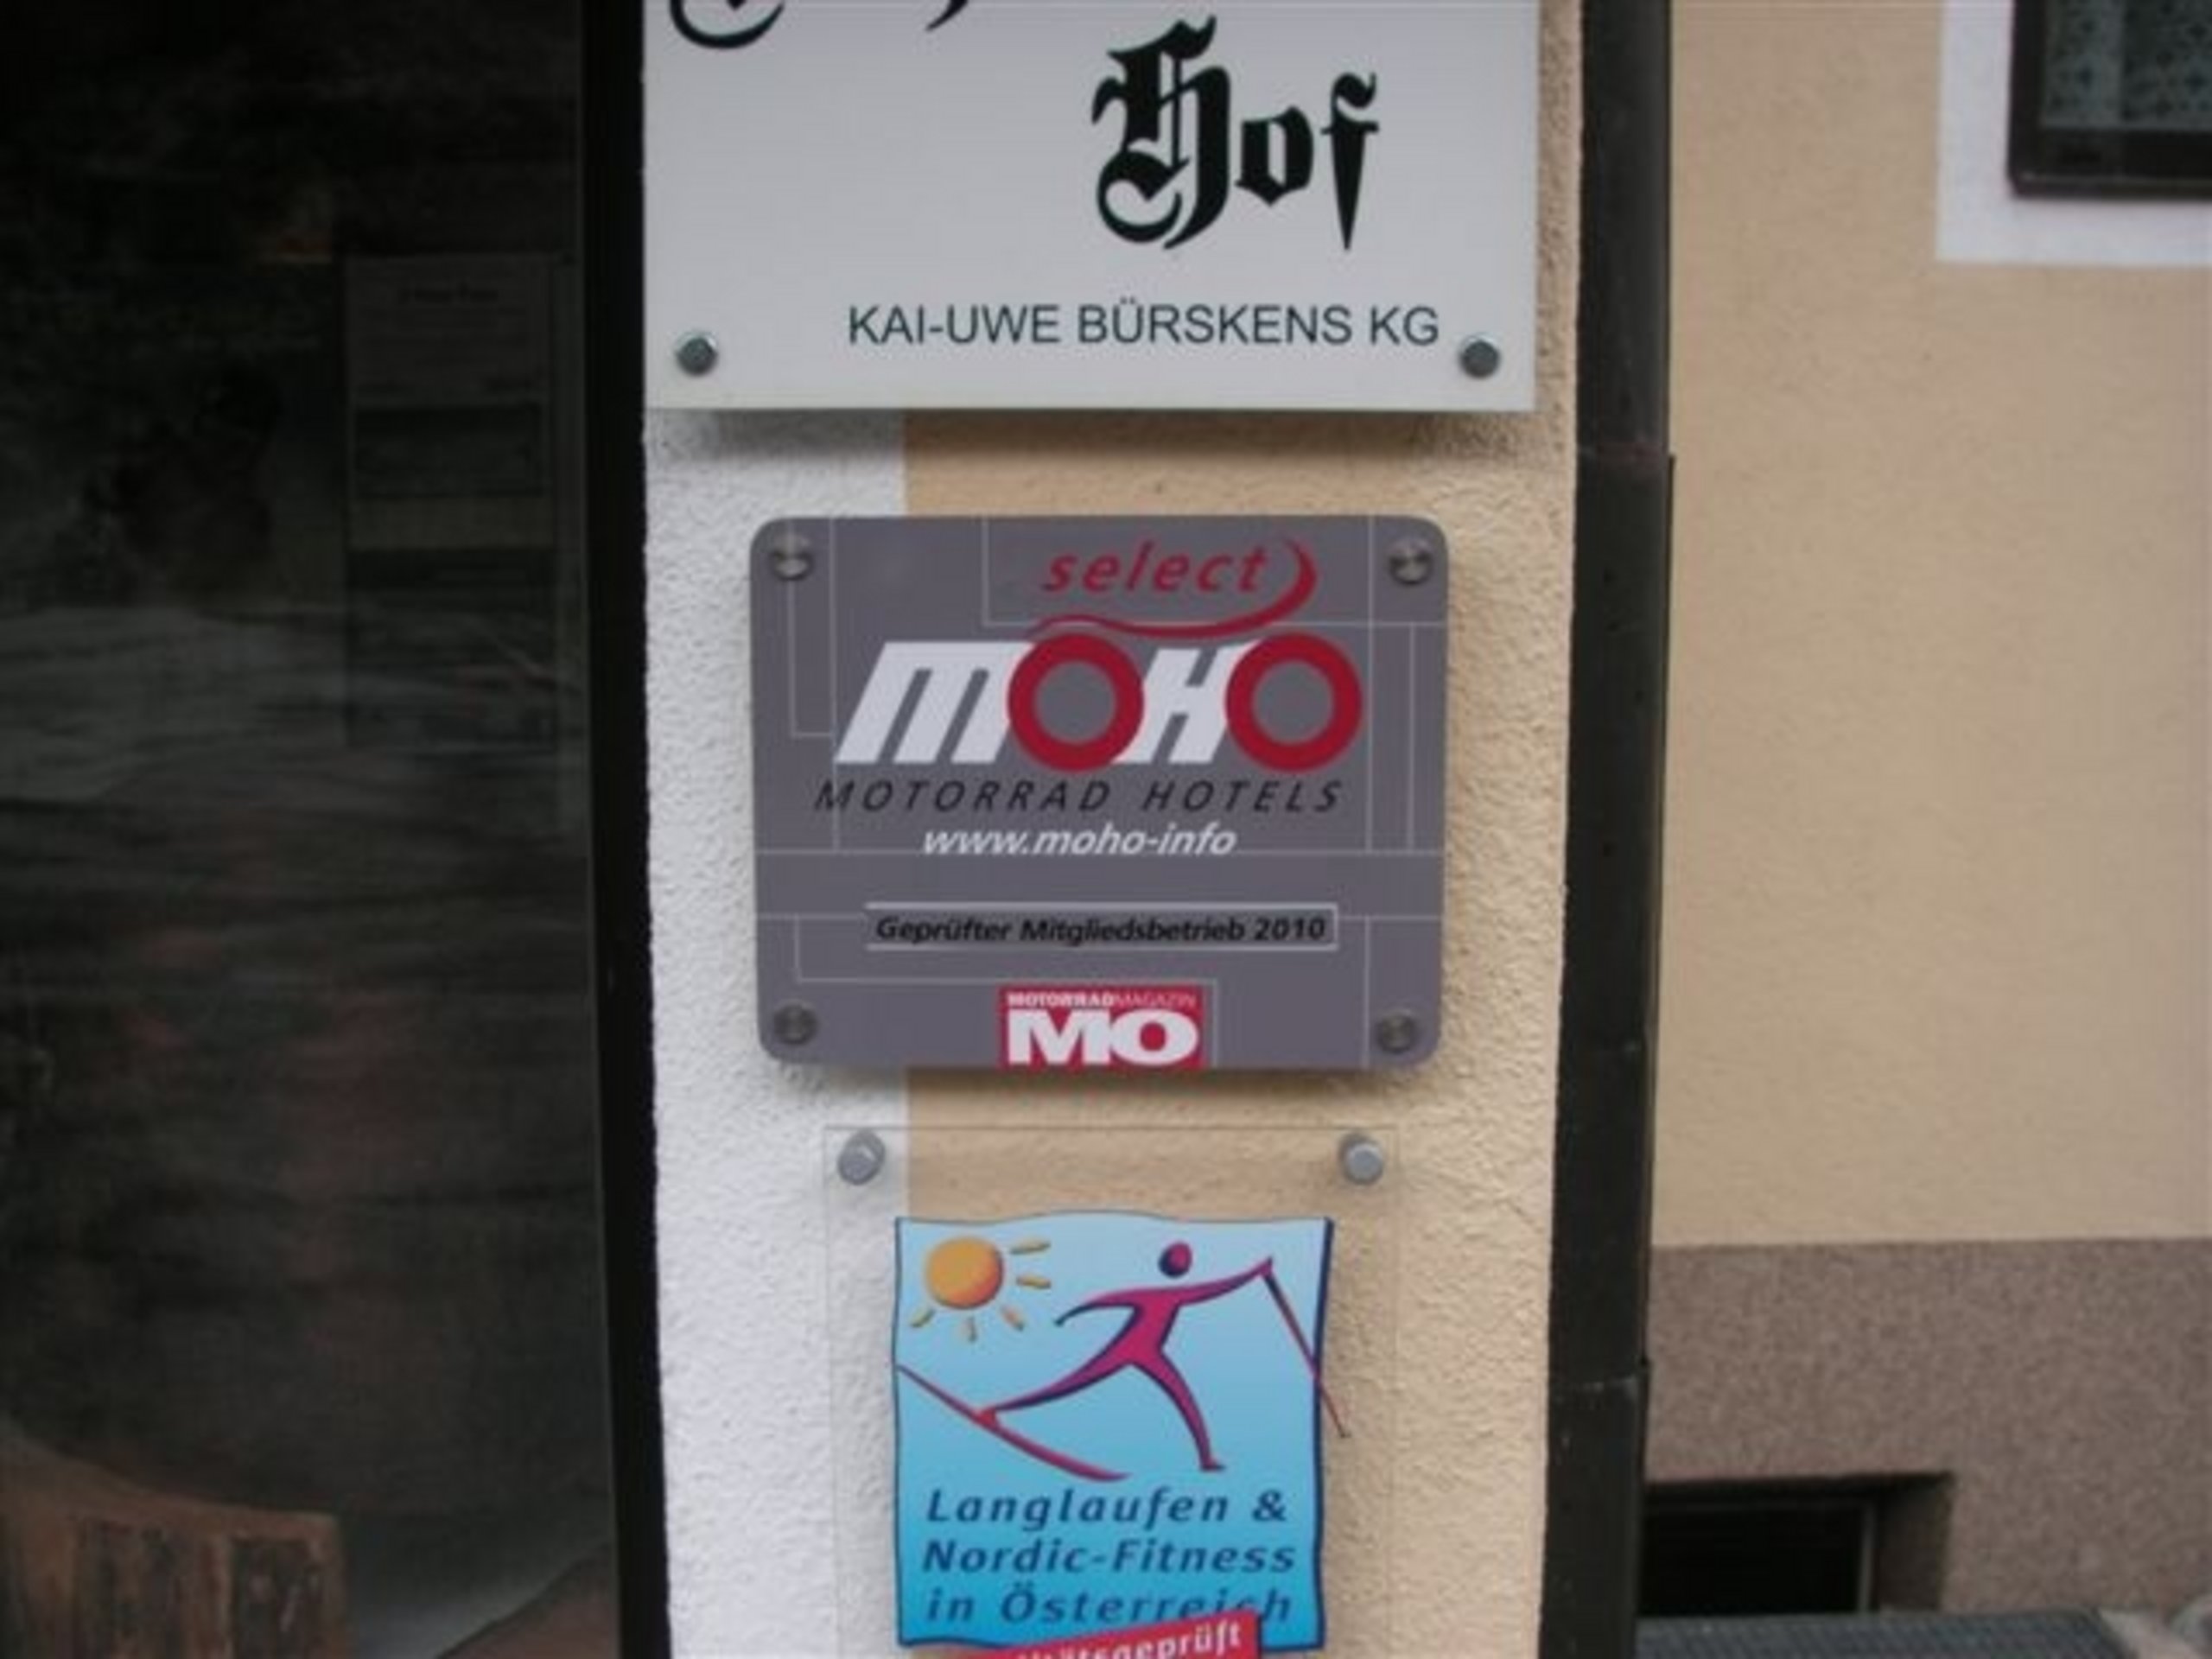 Hof
KAI-UWE BÜRSKENS KG
select
MOHO
MOTORRAD HOTELS
www.moho-info
Geprüfter Mitgliedsbetrieb 2010
MOTORRADMAGAZIN
MO
Langlaufen &
Nordic-Fitness
in Österreich